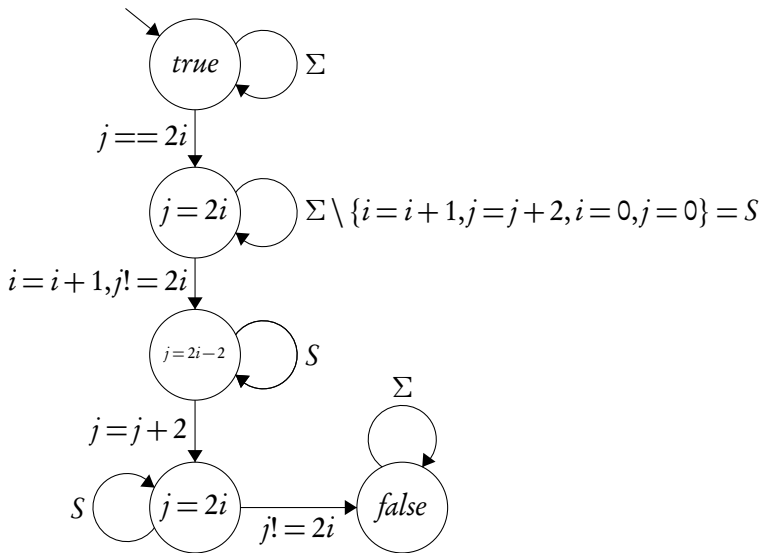 true
Σ
j == 2i
j = 2i
Σ \ {i = i + 1, j = j + 2, i = 0, j = 0} = S
i = i + 1, j! = 2i
j = 2i−2
S
Σ
j = j + 2
S
j = 2i
j! = 2i
false